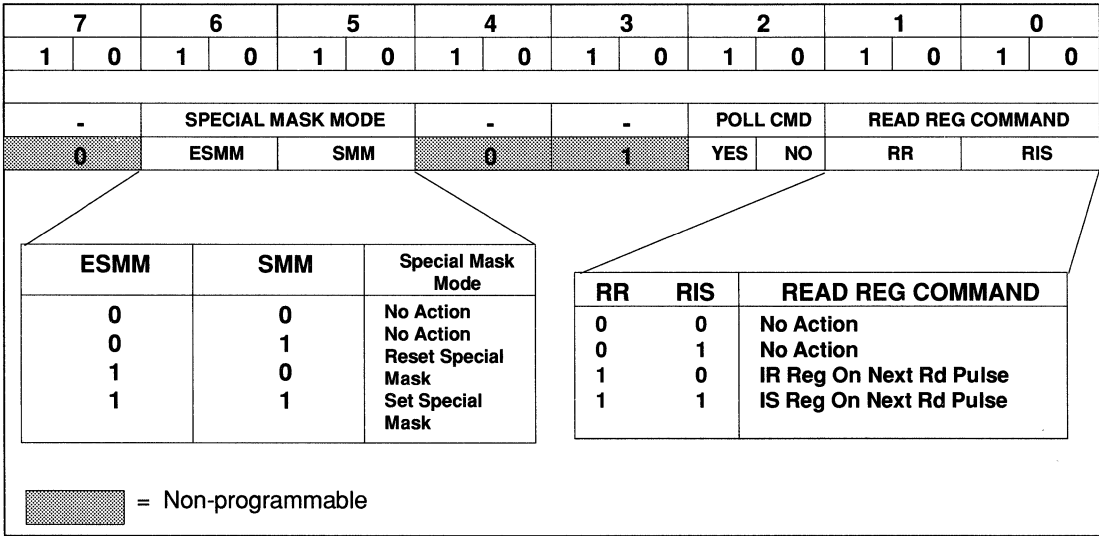 7 6 5 4 3 2 1 0
1 0 1 0 1 0 1 0 1 0 1 0 1 0 1 0
- SPECIAL MASK MODE - - POLL CMD READ REG COMMAND
0 ESMM SMM 0 1 YES NO RR RIS
ESMM SMM Special Mask
Mode
0 0 No Action
0 1 No Action
1 0 Reset Special
Mask
1 1 Set Special
Mask
RR RIS READ REG COMMAND
0 0 No Action
0 1 No Action
1 0 IR Reg On Next Rd Pulse
1 1 IS Reg On Next Rd Pulse
= Non-programmable